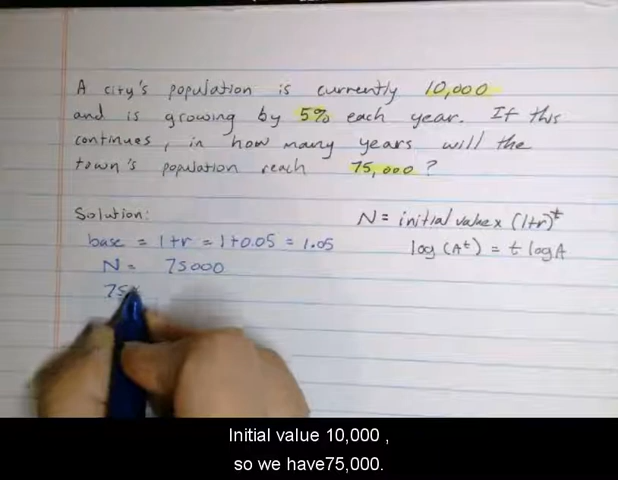 A city's population is currently 10,000
and is growing by 5% each year. If this
continues, in how many years will the
town's population reach 75,000?
Solution:
N = initial value x (1+r)^t
base = 1+r = 1+0.05 = 1.05
log (A^t) = t log A
N = 75000
75
Initial value 10,000 ,
so we have75,000.